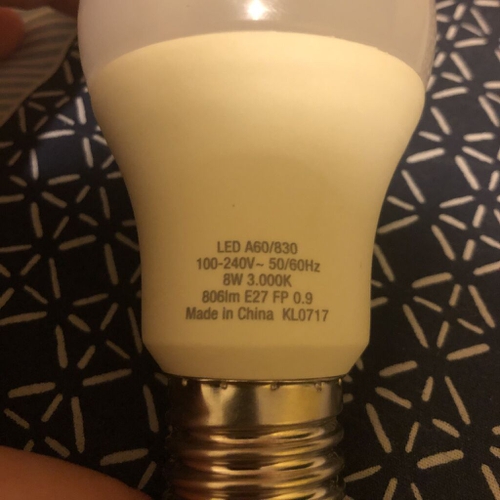 LED A60/830
100-240V~ 50/60Hz
8W 3.000K
806lm E27 FP 0.9
Made in China KL0717